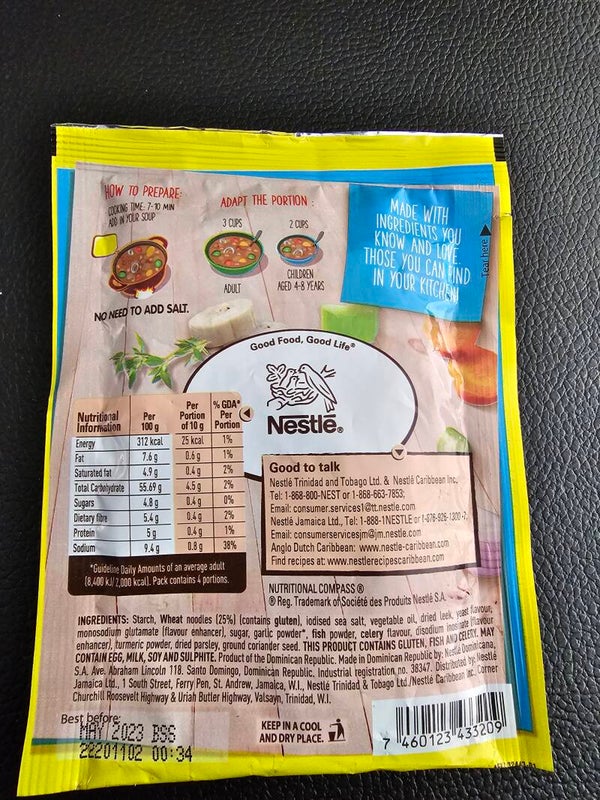 HOW TO PREPARE:
COOKING TIME: 7-10 MIN
ADD IN YOUR SOUP
NO NEED TO ADD SALT.
ADAPT THE PORTION :
3 CUPS
2 CUPS
ADULT
CHILDREN
AGED 4-8 YEARS
MADE WITH
INGREDIENTS YOU
KNOW AND LOVE.
THOSE YOU CAN FIND
IN YOUR KITCHEN!
Tear here
Good Food, Good Life®
Nestlé®
Nutritional Information Per 100 g Per Portion of 10 g % GDA* Per Portion
Energy 312 kcal 25 kcal 1%
Fat 7.6 g 0.6 g 1%
Saturated fat 4.9 g 0.4 g 2%
Total Carbohydrate 55.69 g 4.5 g 2%
Sugars 4.8 g 0.4 g 0%
Dietary fibre 5.4 g 0.4 g 2%
Protein 5 g 0.4 g 1%
Sodium 9.4 g 0.8 g 38%
*Guideline Daily Amounts of an average adult
(8,400 kJ/ 2,000 kcal). Pack contains 4 portions.
Good to talk
Nestlé Trinidad and Tobago Ltd. & Nestlé Caribbean Inc.
Tel: 1-868-800-NEST or 1-868-663-7853;
Email: consumer.services1@tt.nestle.com
Nestlé Jamaica Ltd., Tel: 1-888-1NESTLE or 1-876-926-1300-7.
Email: consumerservicesjm@jm.nestle.com
Anglo Dutch Caribbean: www.nestle-caribbean.com
Find recipes at: www.nestlerecipescaribbean.com
NUTRITIONAL COMPASS ®
® Reg. Trademark of Société des Produits Nestlé S.A.
INGREDIENTS: Starch, Wheat noodles (25%) (contains gluten), iodised sea salt, vegetable oil, dried leek, yeast flavour,
monosodium glutamate (flavour enhancer), sugar, garlic powder*, fish powder, celery flavour, disodium inosinate (flavour
enhancer), turmeric powder, dried parsley, ground coriander seed. THIS PRODUCT CONTAINS GLUTEN, FISH AND CELERY. MAY
CONTAIN EGG, MILK, SOY AND SULPHITE. Product of the Dominican Republic. Made in Dominican Republic by: Nestlé Dominicana,
S.A, Ave. Abraham Lincoln 118. Santo Domingo, Dominican Republic. Industrial registration no. 38347. Distributed by: Nestlé
Jamaica Ltd., 1 South Street, Ferry Pen, St. Andrew, Jamaica, W.I., Nestlé Trinidad & Tobago Ltd./Nestlé Caribbean Inc. Corner
Churchill Roosevelt Highway & Uriah Butler Highway, Valsayn, Trinidad, W.I.
Best before:
MAY 2023 BSG
22201102 00:34
KEEP IN A COOL
AND DRY PLACE.
7 460123 433209